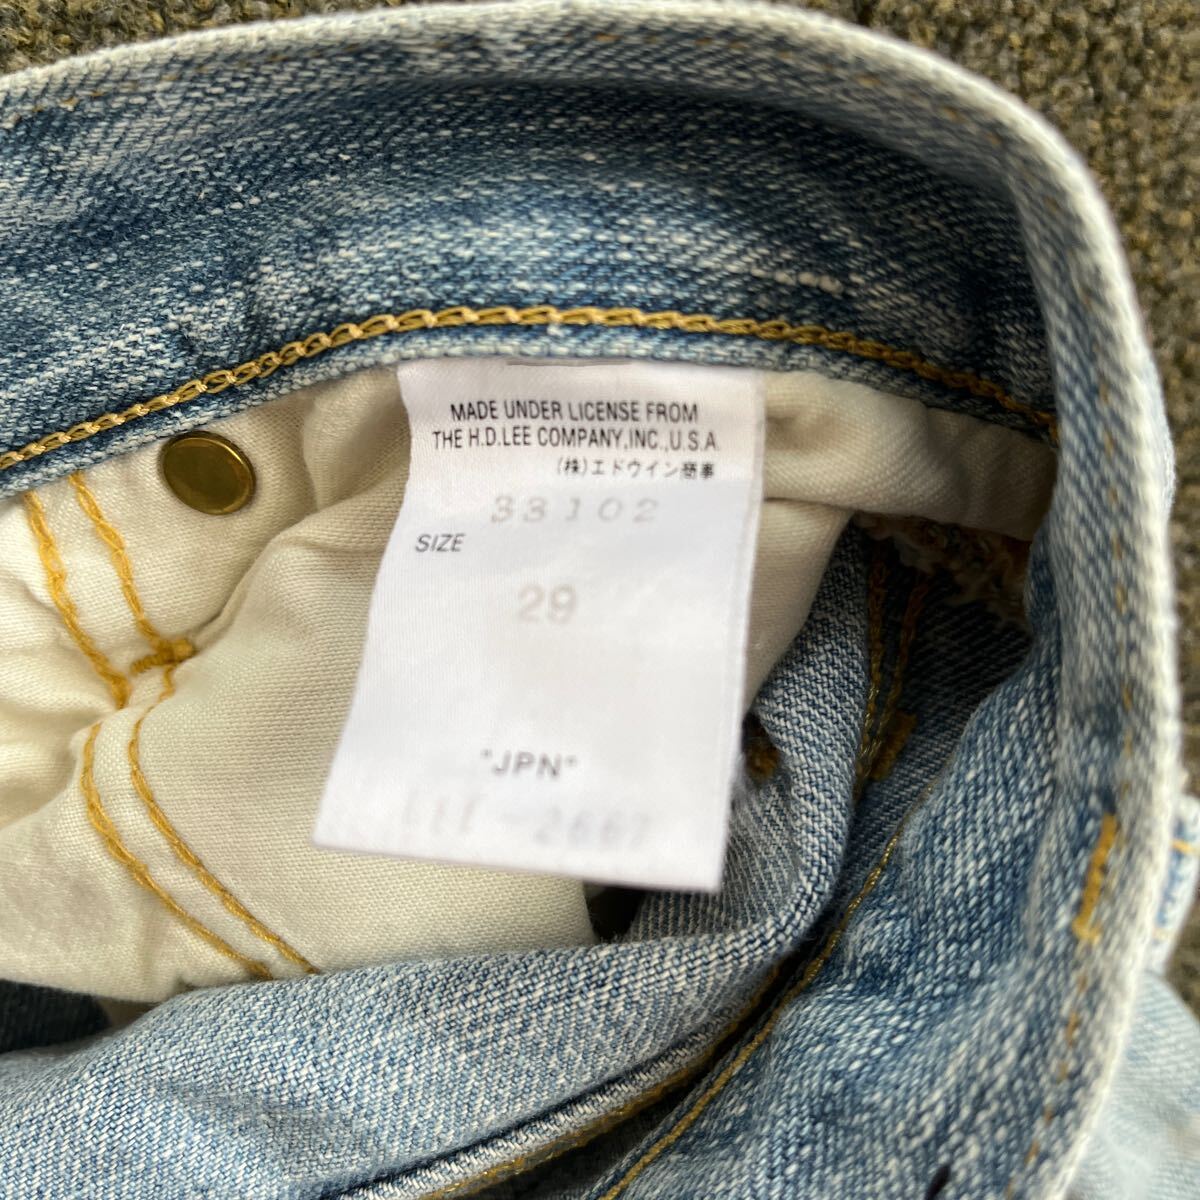 MADE UNDER LICENSE FROM
THE H.D.LEE COMPANY,INC.,U.S.A.
(株)エドウイン商事
33102
SIZE
29
"JPN"
-2667